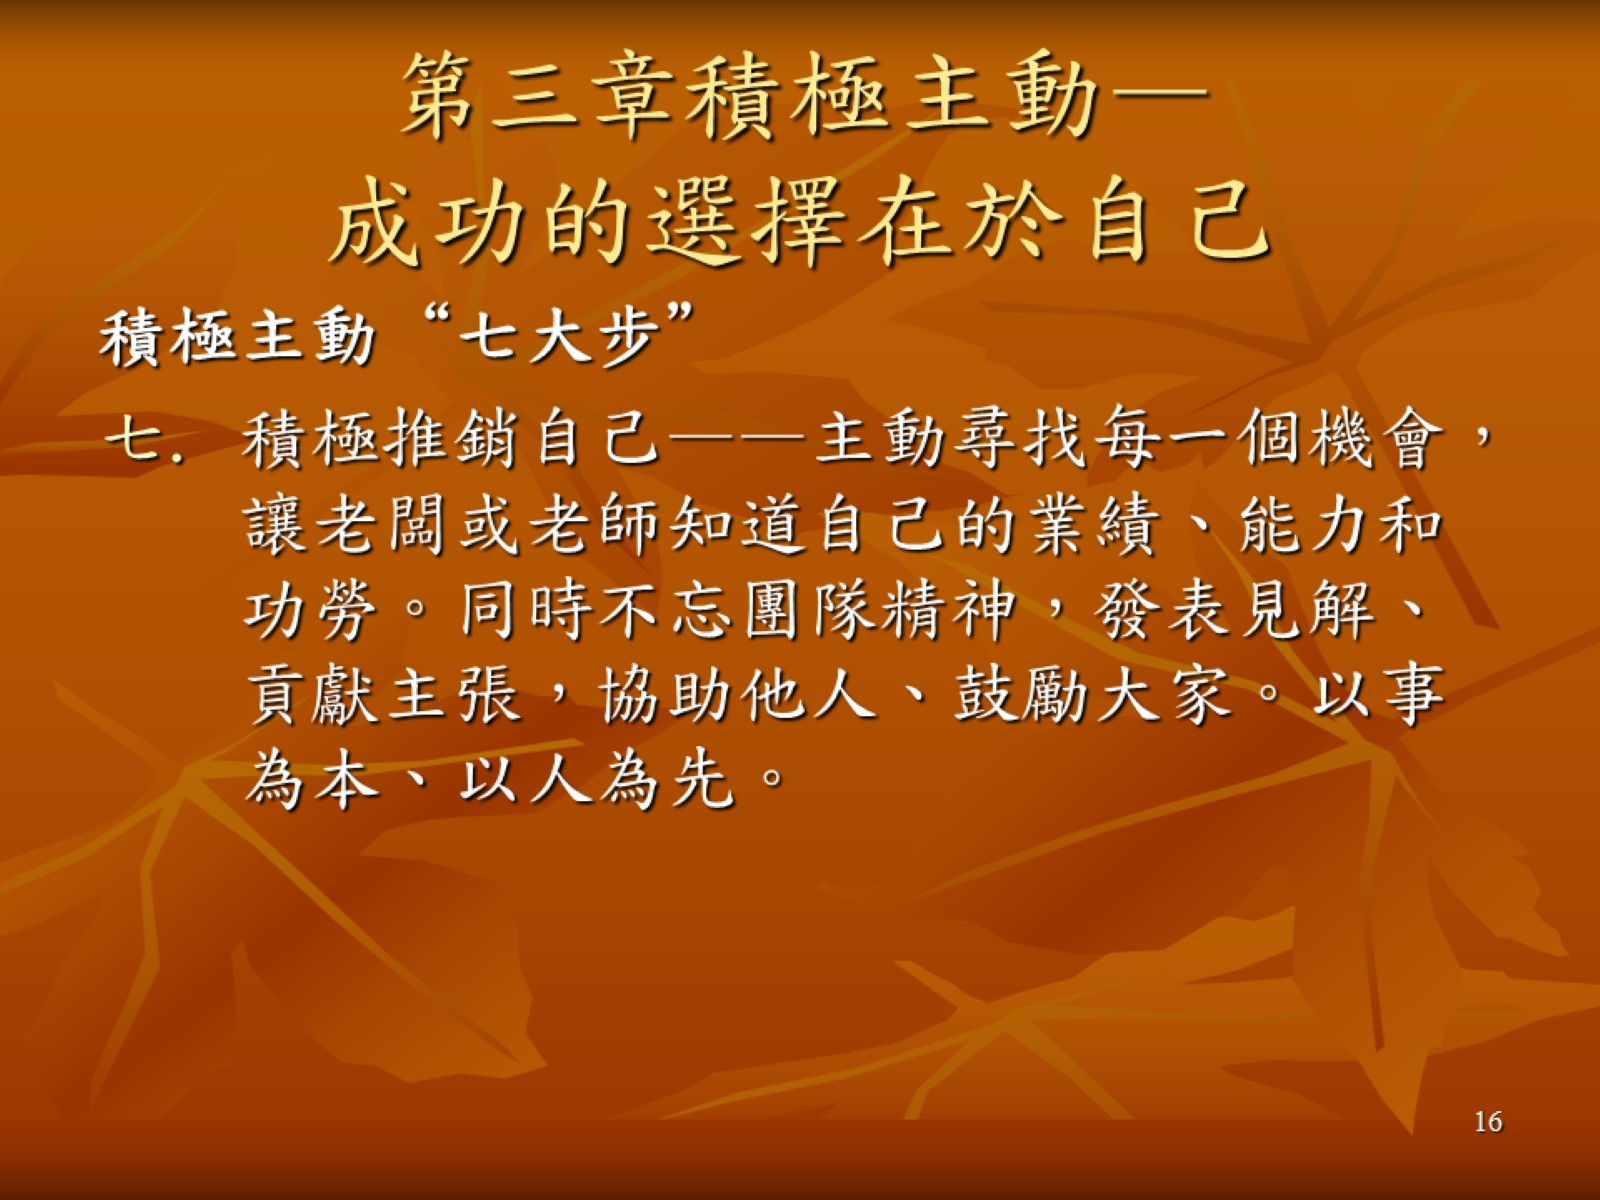 第三章積極主動—
成功的選擇在於自己
積極主動“七大步”
七. 積極推銷自己——主動尋找每一個機會，
讓老闆或老師知道自己的業績、能力和
功勞。同時不忘團隊精神，發表見解、
貢獻主張，協助他人、鼓勵大家。以事
為本、以人為先。
16